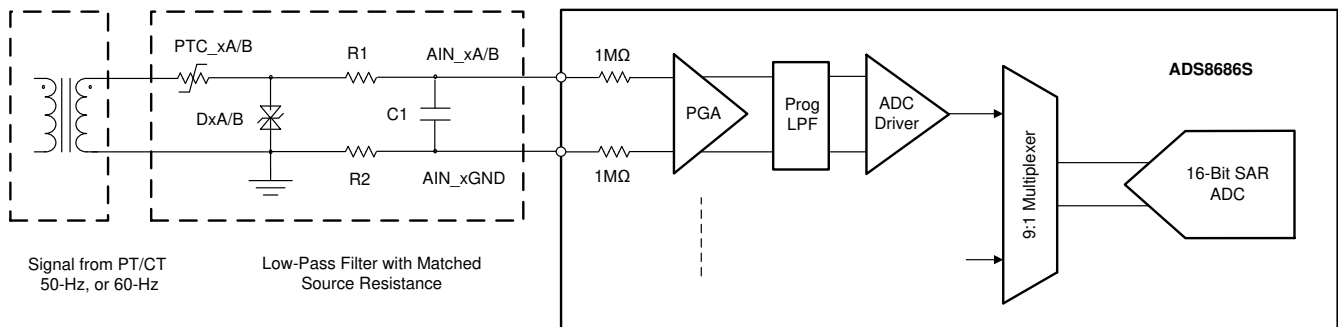 PTC_xA/B
R1
AIN_xA/B
1MΩ
ADS8686S
DxA/B
C1
PGA
Prog
LPF
ADC
Driver
9:1 Multiplexer
16-Bit SAR
ADC
R2
AIN_xGND
1MΩ
Signal from PT/CT
50-Hz, or 60-Hz
Low-Pass Filter with Matched
Source Resistance